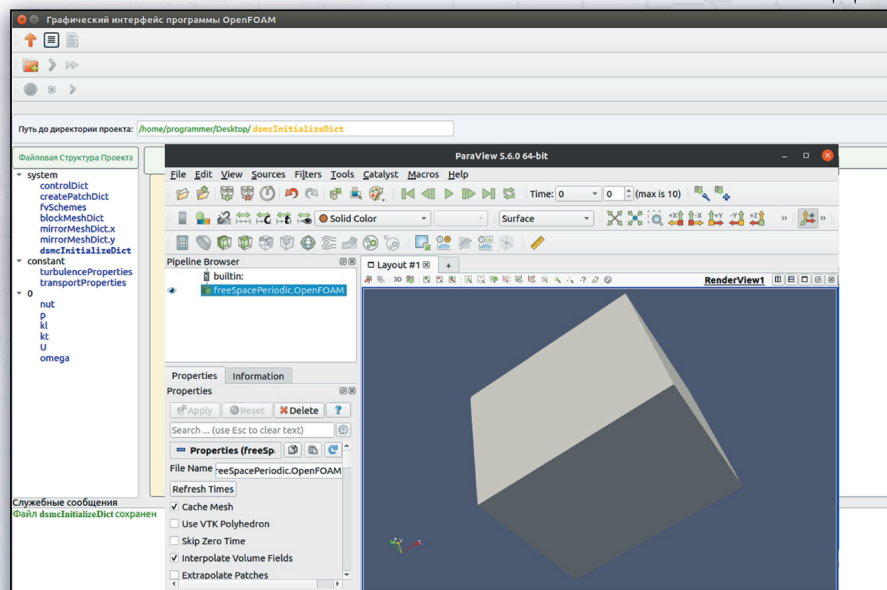 Графический интерфейс программы OpenFOAM
Путь до директории проекта: /home/programmer/Desktop/ dsmcInitializeDict
Файловая Структура Проекта
system
controlDict
createPatchDict
fvSchemes
blockMeshDict
mirrorMeshDict.x
mirrorMeshDict.y
dsmcInitializeDict
constant
turbulenceProperties
transportProperties
0
nut
p
kl
kt
U
omega
Служебные сообщения
Файл dsmcInitializeDict сохранен
ParaView 5.6.0 64-bit
File Edit View Sources Filters Tools Catalyst Macros Help
Time: 0 0 (max is 10)
Solid Color Surface
+X -X +Y -Y +Z
Pipeline Browser
builtin:
freeSpacePeriodic.OpenFOAM
Properties Information
Properties
Apply Reset Delete ?
Search ... (use Esc to clear text)
Properties (freeSp
File Name reeSpacePeriodic.OpenFOAM
Refresh Times
Cache Mesh
Use VTK Polyhedron
Skip Zero Time
Interpolate Volume Fields
Extrapolate Patches
Layout #1 +
3D RenderView1